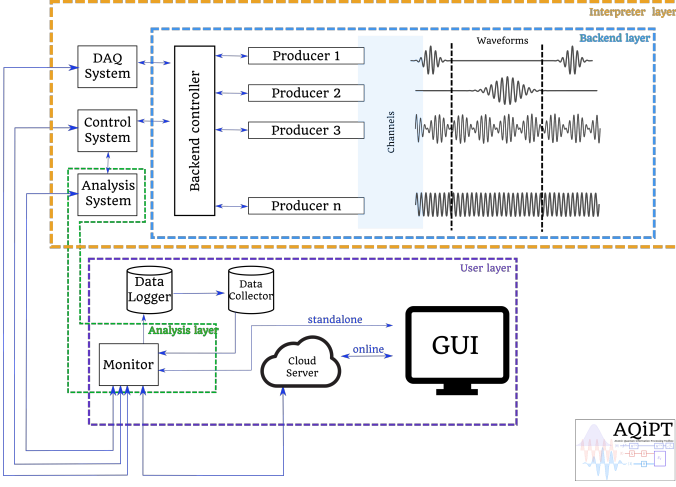 Interpreter layer
Backend layer
Waveforms
DAQ
System
Control
System
Analysis
System
Backend controller
Producer 1
Producer 2
Producer 3
Producer n
Channels
User layer
Data
Logger
Data
Collector
standalone
Analysis layer
online
Monitor
Cloud
Server
GUI
AQiPT